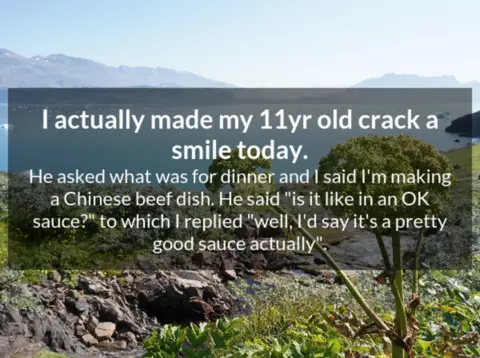 I actually made my 11yr old crack a
smile today.
He asked what was for dinner and I said I'm making
a Chinese beef dish. He said "is it like in an OK
sauce?" to which I replied "well, I'd say it's a pretty
good sauce actually".